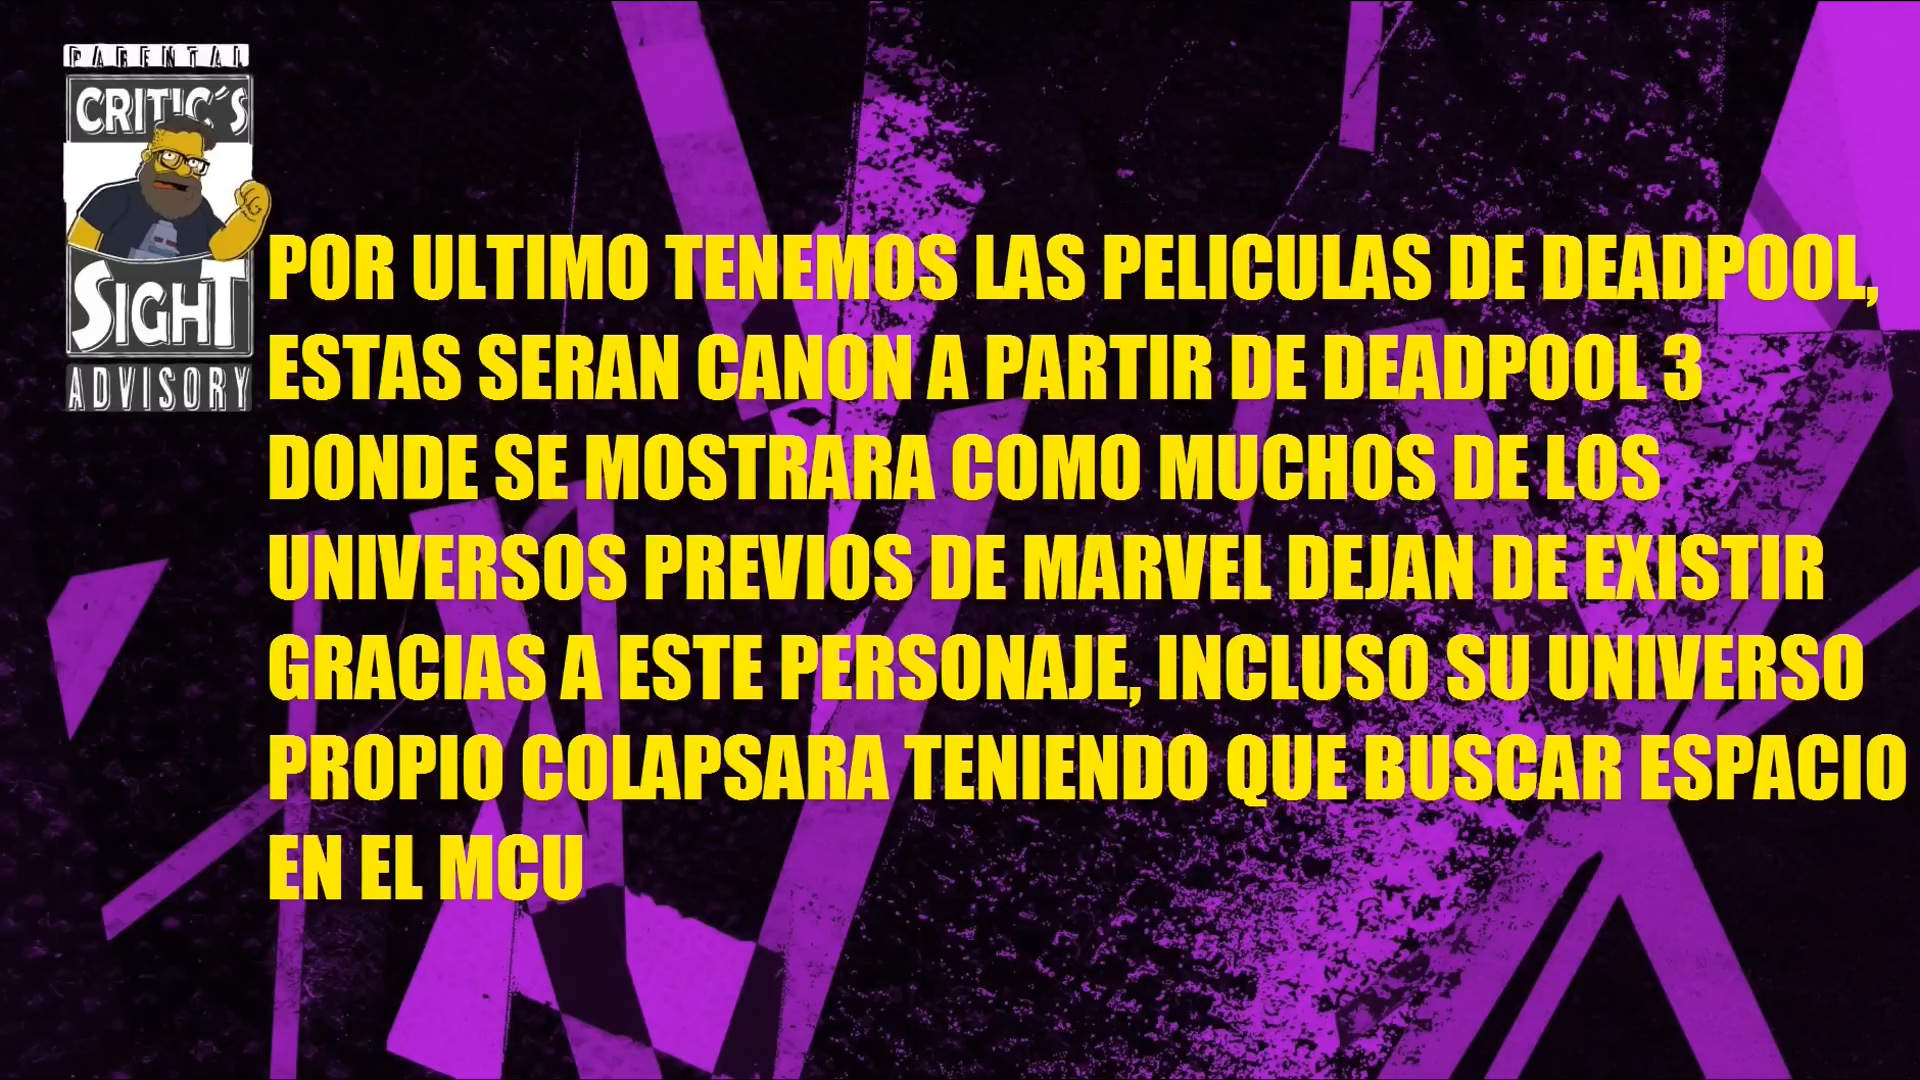 PARENTAL
CRITIC´S
SIGHT
ADVISORY
POR ULTIMO TENEMOS LAS PELICULAS DE DEADPOOL,
ESTAS SERAN CANON A PARTIR DE DEADPOOL 3
DONDE SE MOSTRARA COMO MUCHOS DE LOS
UNIVERSOS PREVIOS DE MARVEL DEJAN DE EXISTIR
GRACIAS A ESTE PERSONAJE, INCLUSO SU UNIVERSO
PROPIO COLAPSARA TENIENDO QUE BUSCAR ESPACIO
EN EL MCU